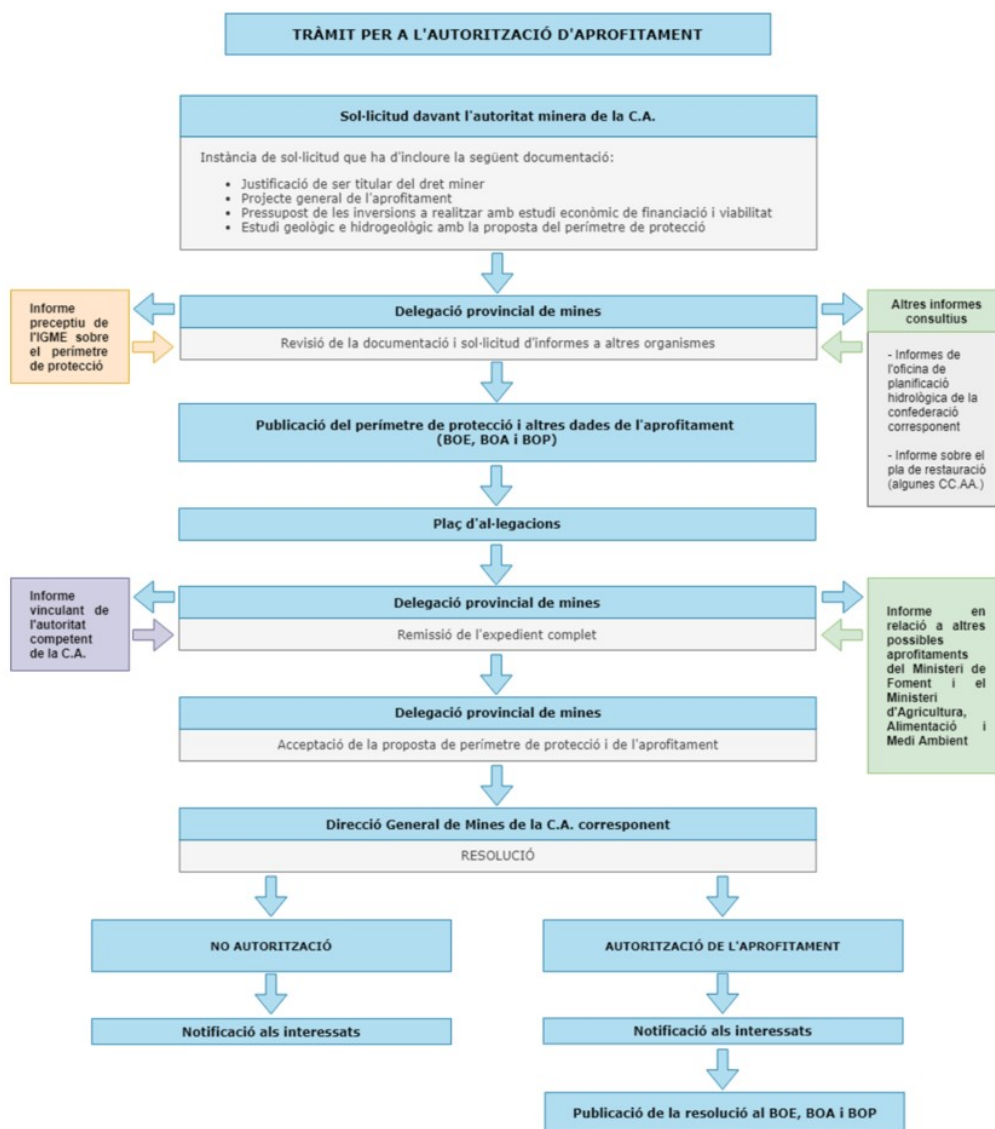 TRÀMIT PER A L'AUTORITZACIÓ D'APROFITAMENT
Sol·licitud davant l'autoritat minera de la C.A.
Instància de sol·licitud que ha d'incloure la següent documentació:
• Justificació de ser titular del dret miner
• Projecte general de l'aprofitament
• Pressupost de les inversions a realitzar amb estudi econòmic de financiació i viabilitat
• Estudi geològic e hidrogeològic amb la proposta del perímetre de protecció
Informe
preceptiu de
l'IGME sobre
el perímetre
de protecció
Delegació provincial de mines
Revisió de la documentació i sol·licitud d'informes a altres organismes
Altres informes
consultius
- Informes de
l'oficina de
planificació
hidrològica de la
confederació
corresponent
- Informe sobre el
pla de restauració
(algunes CC.AA.)
Publicació del perímetre de protecció i altres dades de l'aprofitament
(BOE, BOA i BOP)
Plaç d'al·legacions
Informe
vinculant de
l'autoritat
competent
de la C.A.
Delegació provincial de mines
Remissió de l'expedient complet
Informe en
relació a altres
possibles
aprofitaments
del Ministeri de
Foment i el
Ministeri
d'Agricultura,
Alimentació i
Medi Ambient
Delegació provincial de mines
Acceptació de la proposta de perímetre de protecció i de l'aprofitament
Direcció General de Mines de la C.A. corresponent
RESOLUCIÓ
NO AUTORITZACIÓ
AUTORITZACIÓ DE L'APROFITAMENT
Notificació als interessats
Notificació als interessats
Publicació de la resolució al BOE, BOA i BOP